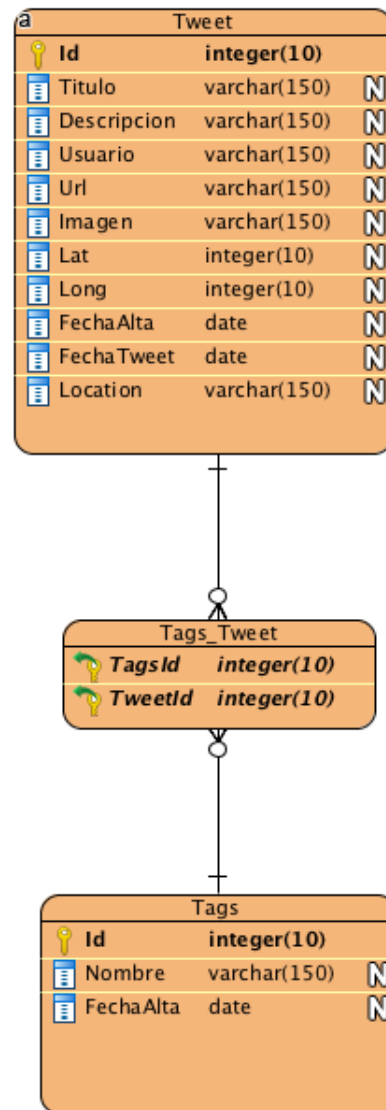 a
Tweet
Id integer(10)
Titulo varchar(150) N
Descripcion varchar(150) N
Usuario varchar(150) N
Url varchar(150) N
Imagen varchar(150) N
Lat integer(10) N
Long integer(10) N
FechaAlta date N
FechaTweet date N
Location varchar(150) N
Tags_Tweet
TagsId integer(10)
TweetId integer(10)
Tags
Id integer(10)
Nombre varchar(150) N
FechaAlta date N